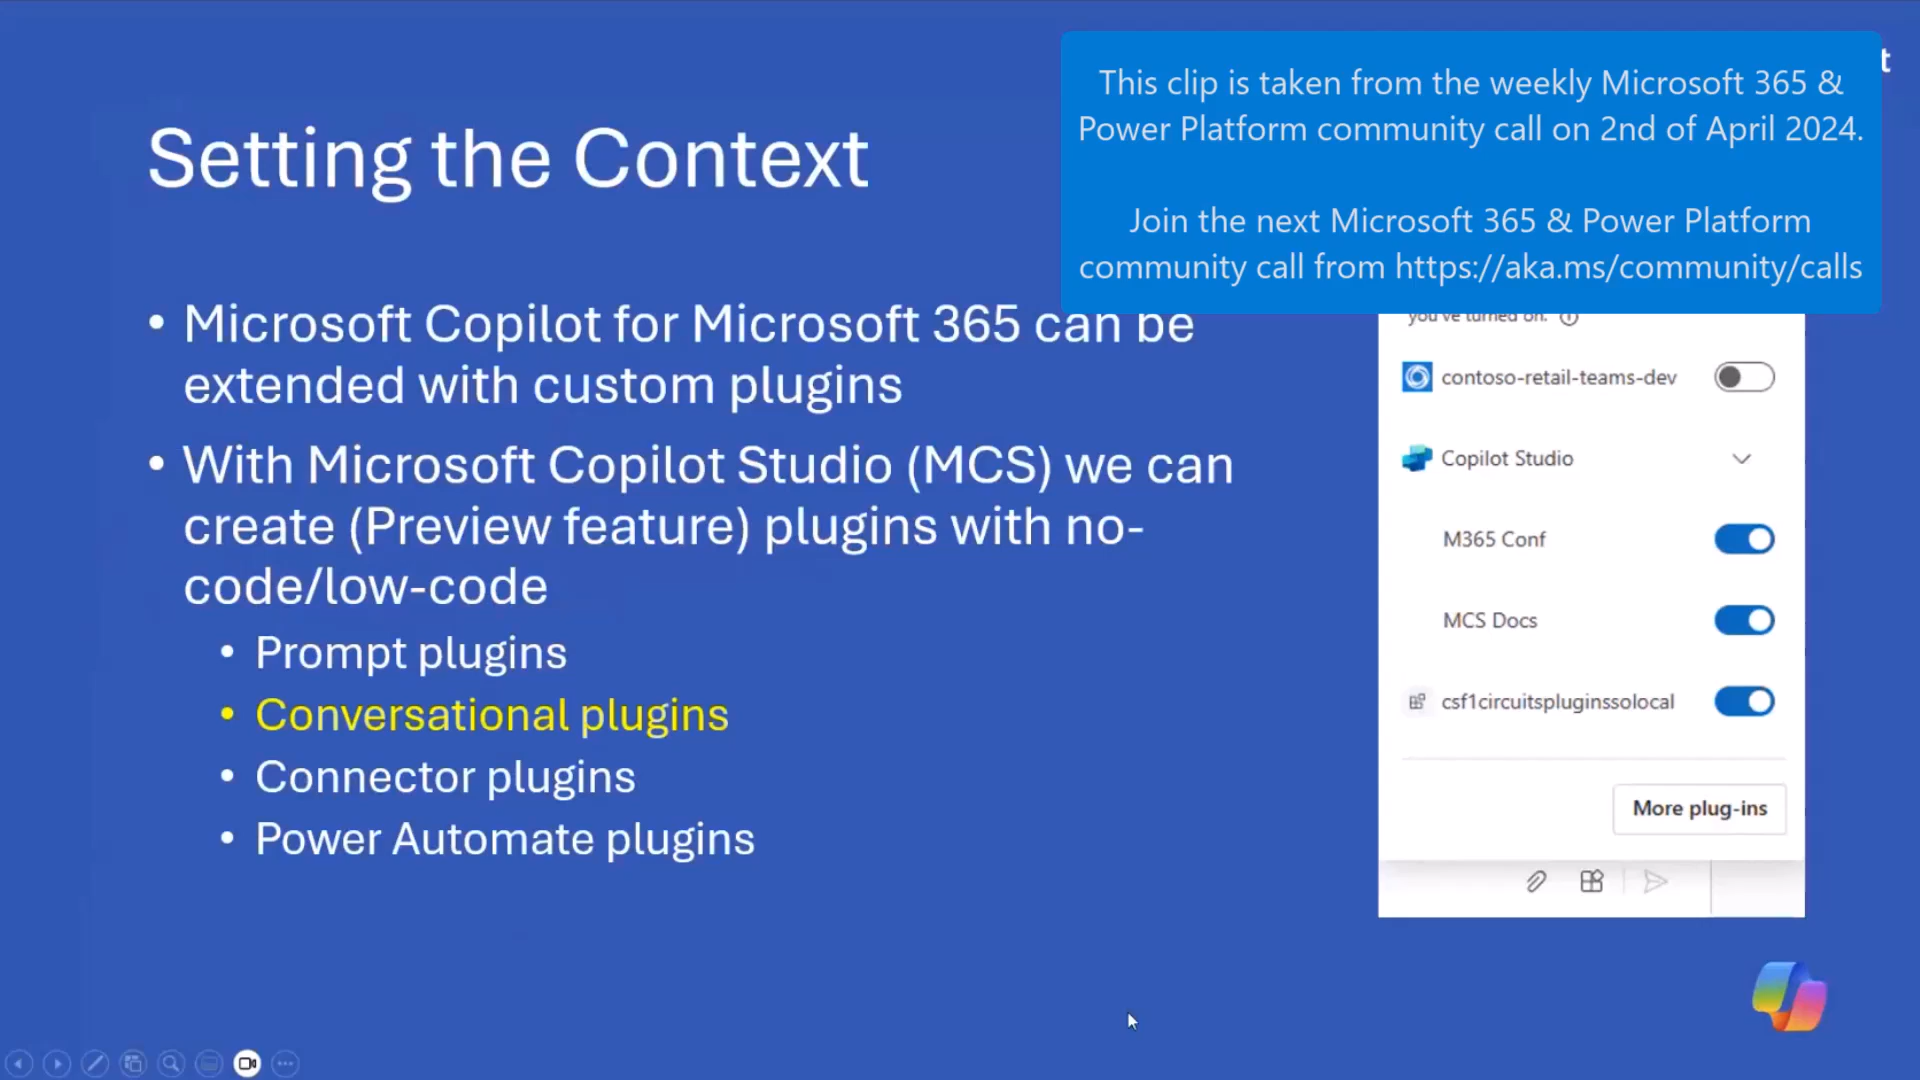 Setting the Context
This clip is taken from the weekly Microsoft 365 &
Power Platform community call on 2nd of April 2024.
Join the next Microsoft 365 & Power Platform
community call from https://aka.ms/community/calls
t
• Microsoft Copilot for Microsoft 365 can be
extended with custom plugins
• With Microsoft Copilot Studio (MCS) we can
create (Preview feature) plugins with no-
code/low-code
• Prompt plugins
• Conversational plugins
• Connector plugins
• Power Automate plugins
you've turned on.
contoso-retail-teams-dev
Copilot Studio
M365 Conf
MCS Docs
csf1circuitspluginssolocal
More plug-ins